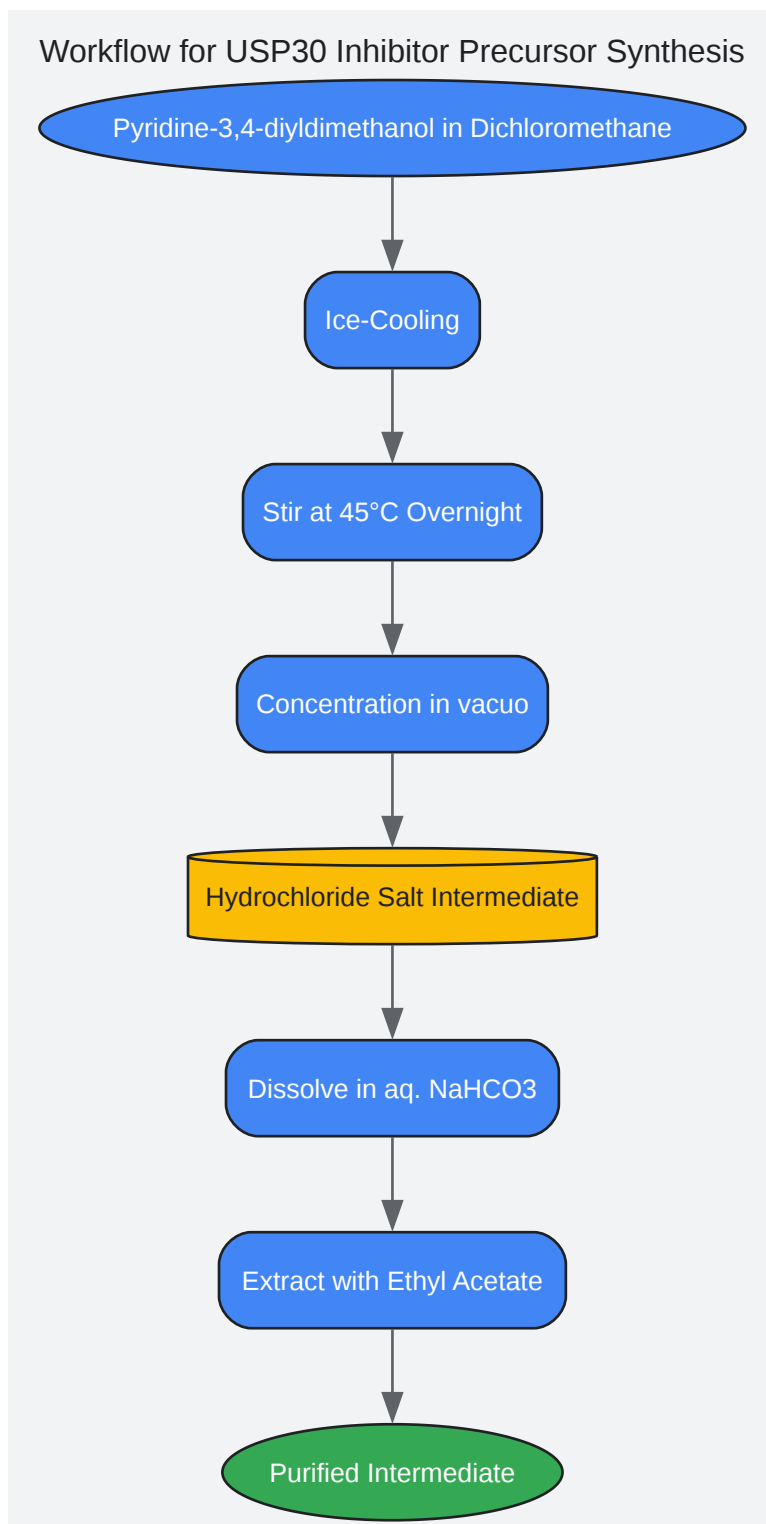 Workflow for USP30 Inhibitor Precursor Synthesis
Pyridine-3,4-diyldimethanol in Dichloromethane
Ice-Cooling
Stir at 45°C Overnight
Concentration in vacuo
Hydrochloride Salt Intermediate
Dissolve in aq. NaHCO3
Extract with Ethyl Acetate
Purified Intermediate